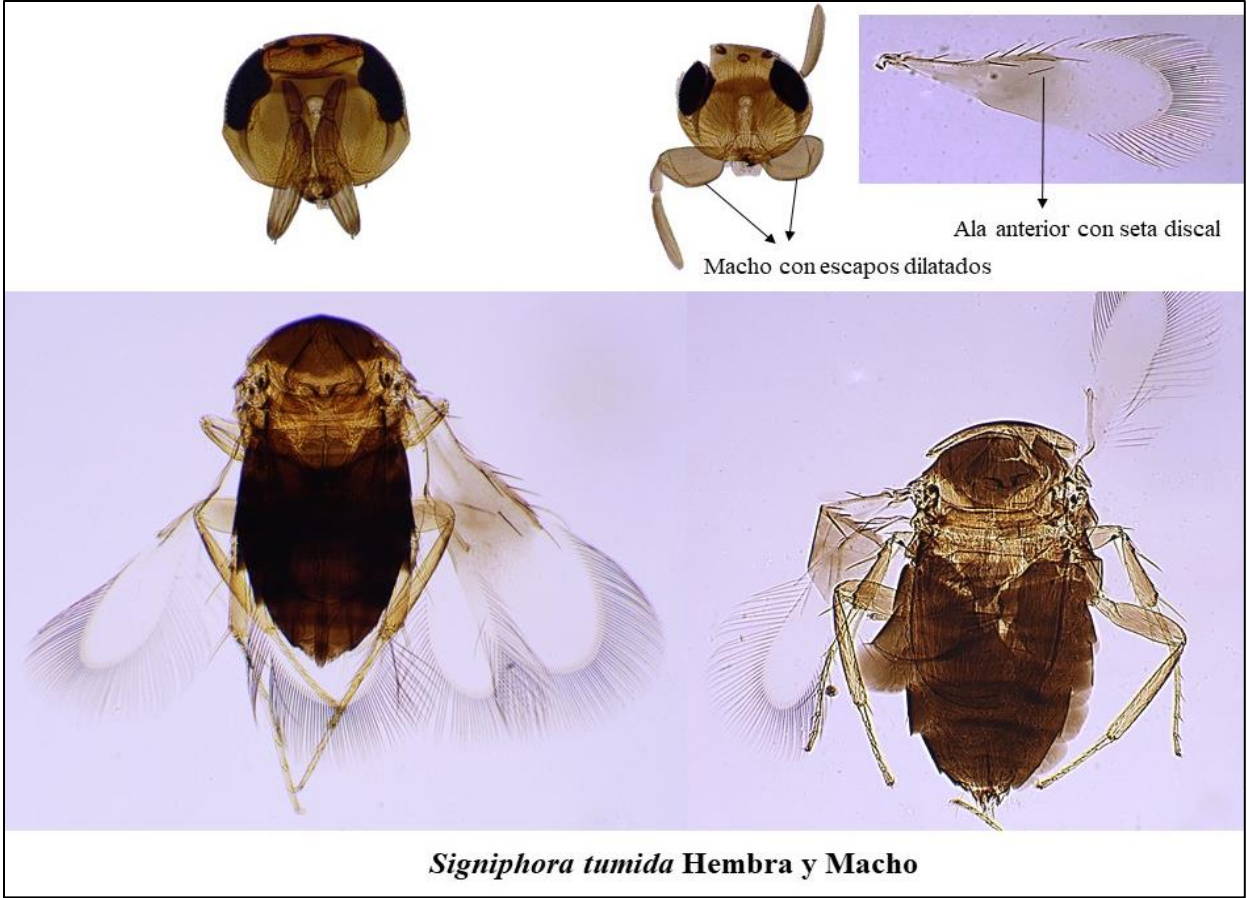 Ala anterior con seta discal
Macho con escapos dilatados
Signiphora tumida Hembra y Macho